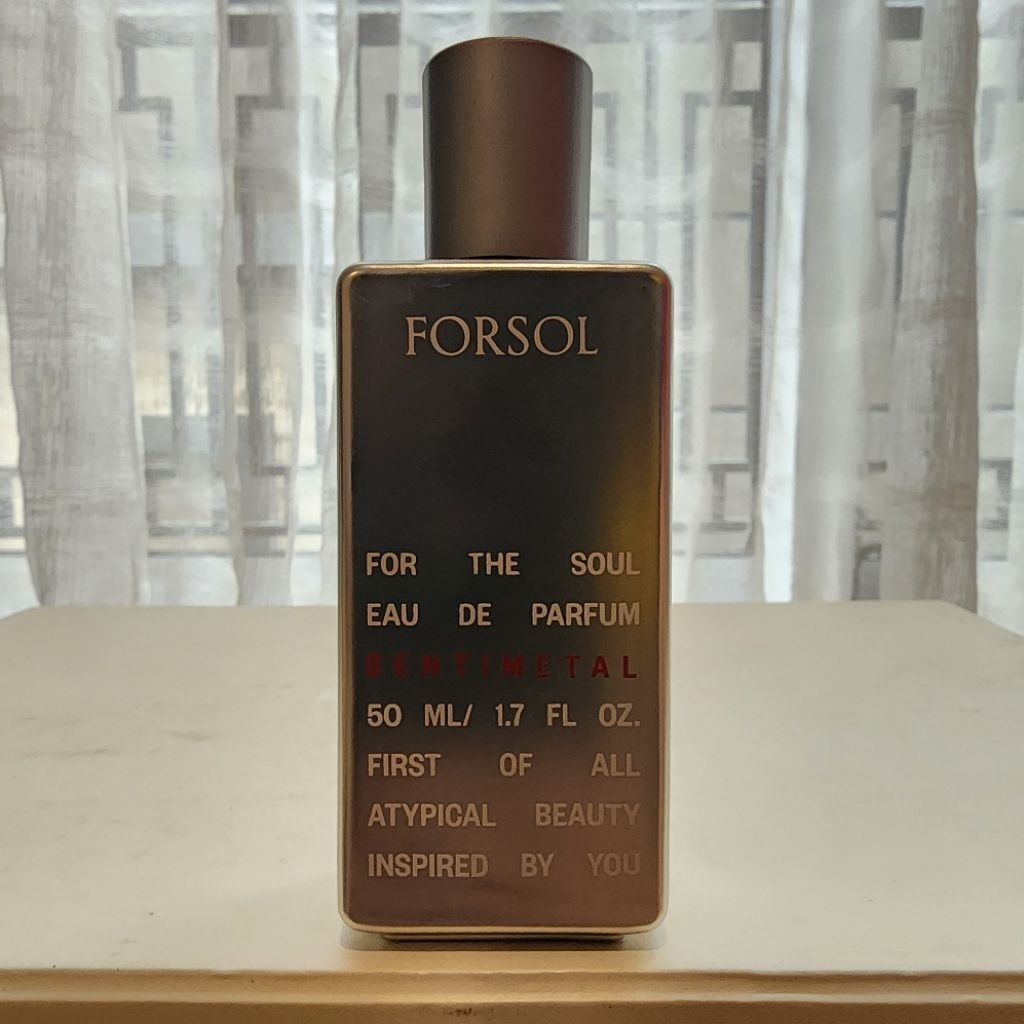 FORSOL
FOR THE SOUL
EAU DE PARFUM
SENTIMETAL
50 ML/ 1.7 FL OZ.
FIRST OF ALL
ATYPICAL BEAUTY
INSPIRED BY YOU